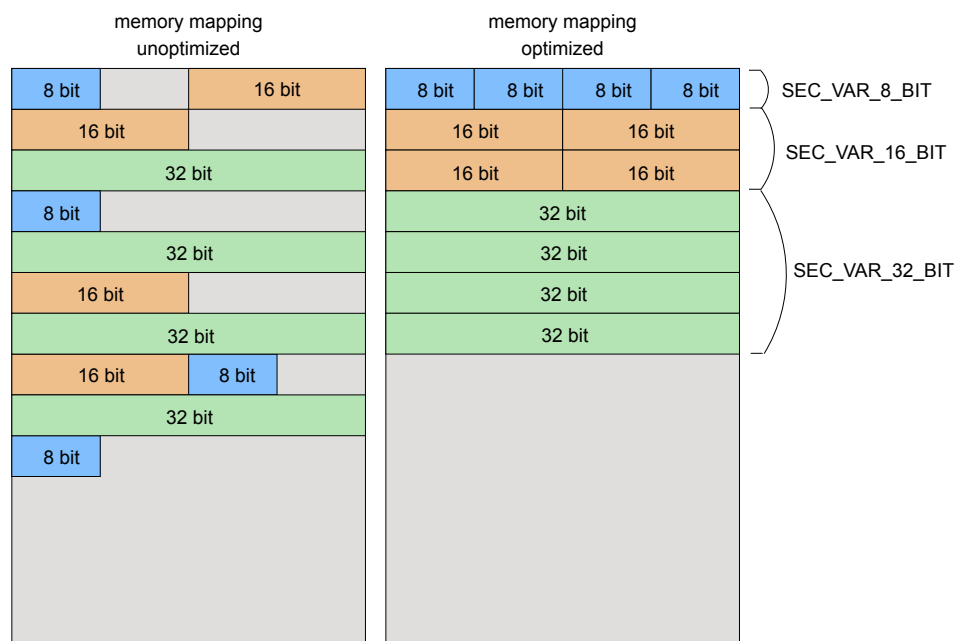 memory mapping
unoptimized
8 bit
16 bit
16 bit
32 bit
8 bit
32 bit
16 bit
32 bit
16 bit
8 bit
32 bit
8 bit
memory mapping
optimized
8 bit
8 bit
8 bit
8 bit
16 bit
16 bit
16 bit
16 bit
32 bit
32 bit
32 bit
32 bit
SEC_VAR_8_BIT
SEC_VAR_16_BIT
SEC_VAR_32_BIT